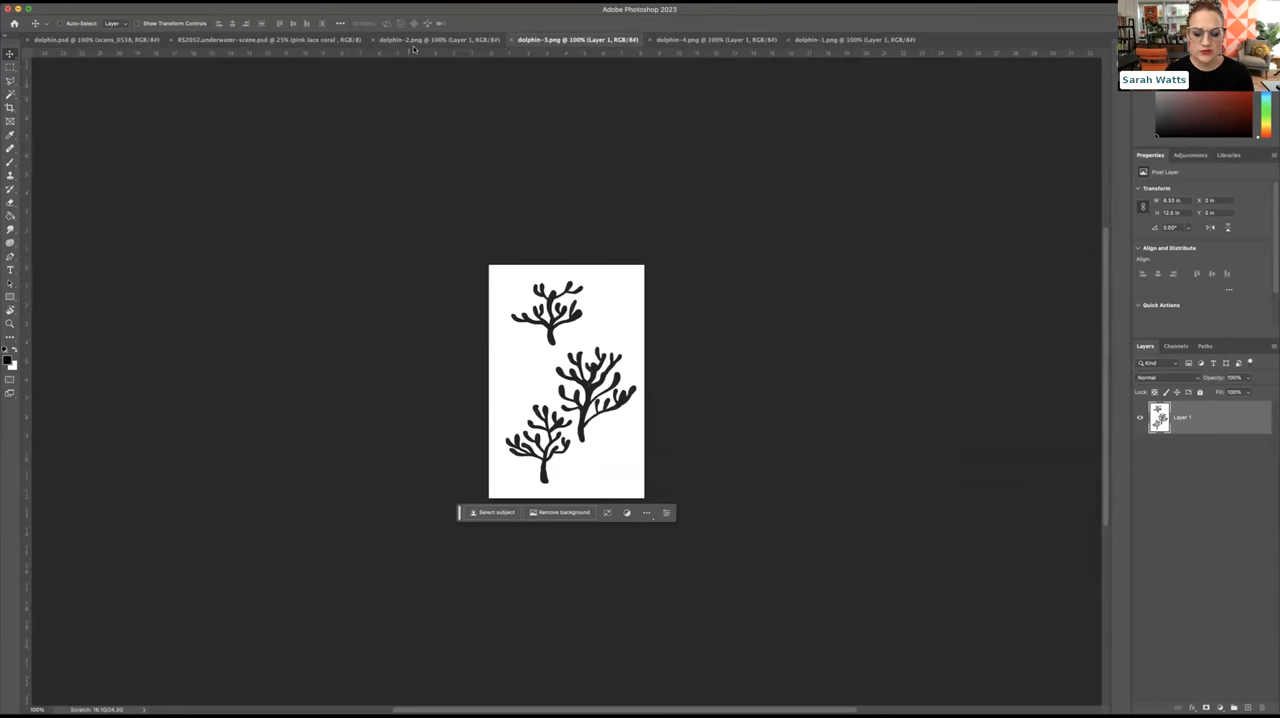 Adobe Photoshop 2023
Auto-Select: Layer Show Transform Controls
dolphin.psd @ 100% (scans_0538, RGB/8#) RS2052.underwater-scene.psd @ 25% (pink lace coral , RGB/8) dolphin-2.png @ 100% (Layer 1, RGB/8#) dolphin-3.png @ 100% (Layer 1, RGB/8#) dolphin-4.png @ 100% (Layer 1, RGB/8#) dolphin-1.png @ 100% (Layer 1, RGB/8#)
Sarah Watts
Properties Adjustments Libraries
Pixel Layer
Transform
W 8.33 in X 0 in
H 12.5 in Y 0 in
0.00°
Align and Distribute
Align:
Quick Actions
Layers Channels Paths
Kind
Normal Opacity: 100%
Lock: Fill: 100%
Layer 1
Select subject Remove background
100% Scratch: 16.1G/24.3G